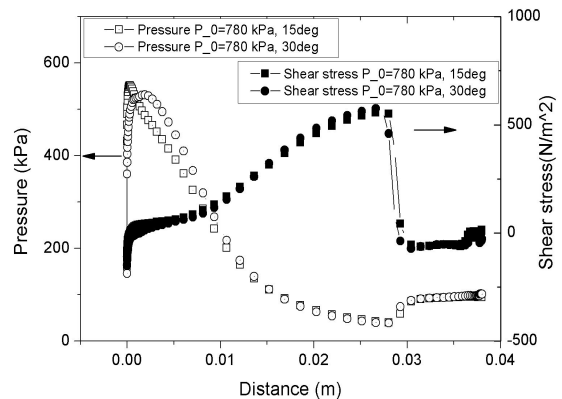 Pressure P_0=780 kPa, 15deg
Pressure P_0=780 kPa, 30deg
Shear stress P_0=780 kPa, 15deg
Shear stress P_0=780 kPa, 30deg
600
400
200
0
Pressure (kPa)
1000
500
0
-500
Shear stress(N/m^2)
0.00
0.01
0.02
0.03
0.04
Distance (m)